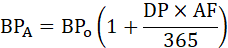 BP_A = BP_o (1 + (DP × AF)/365)